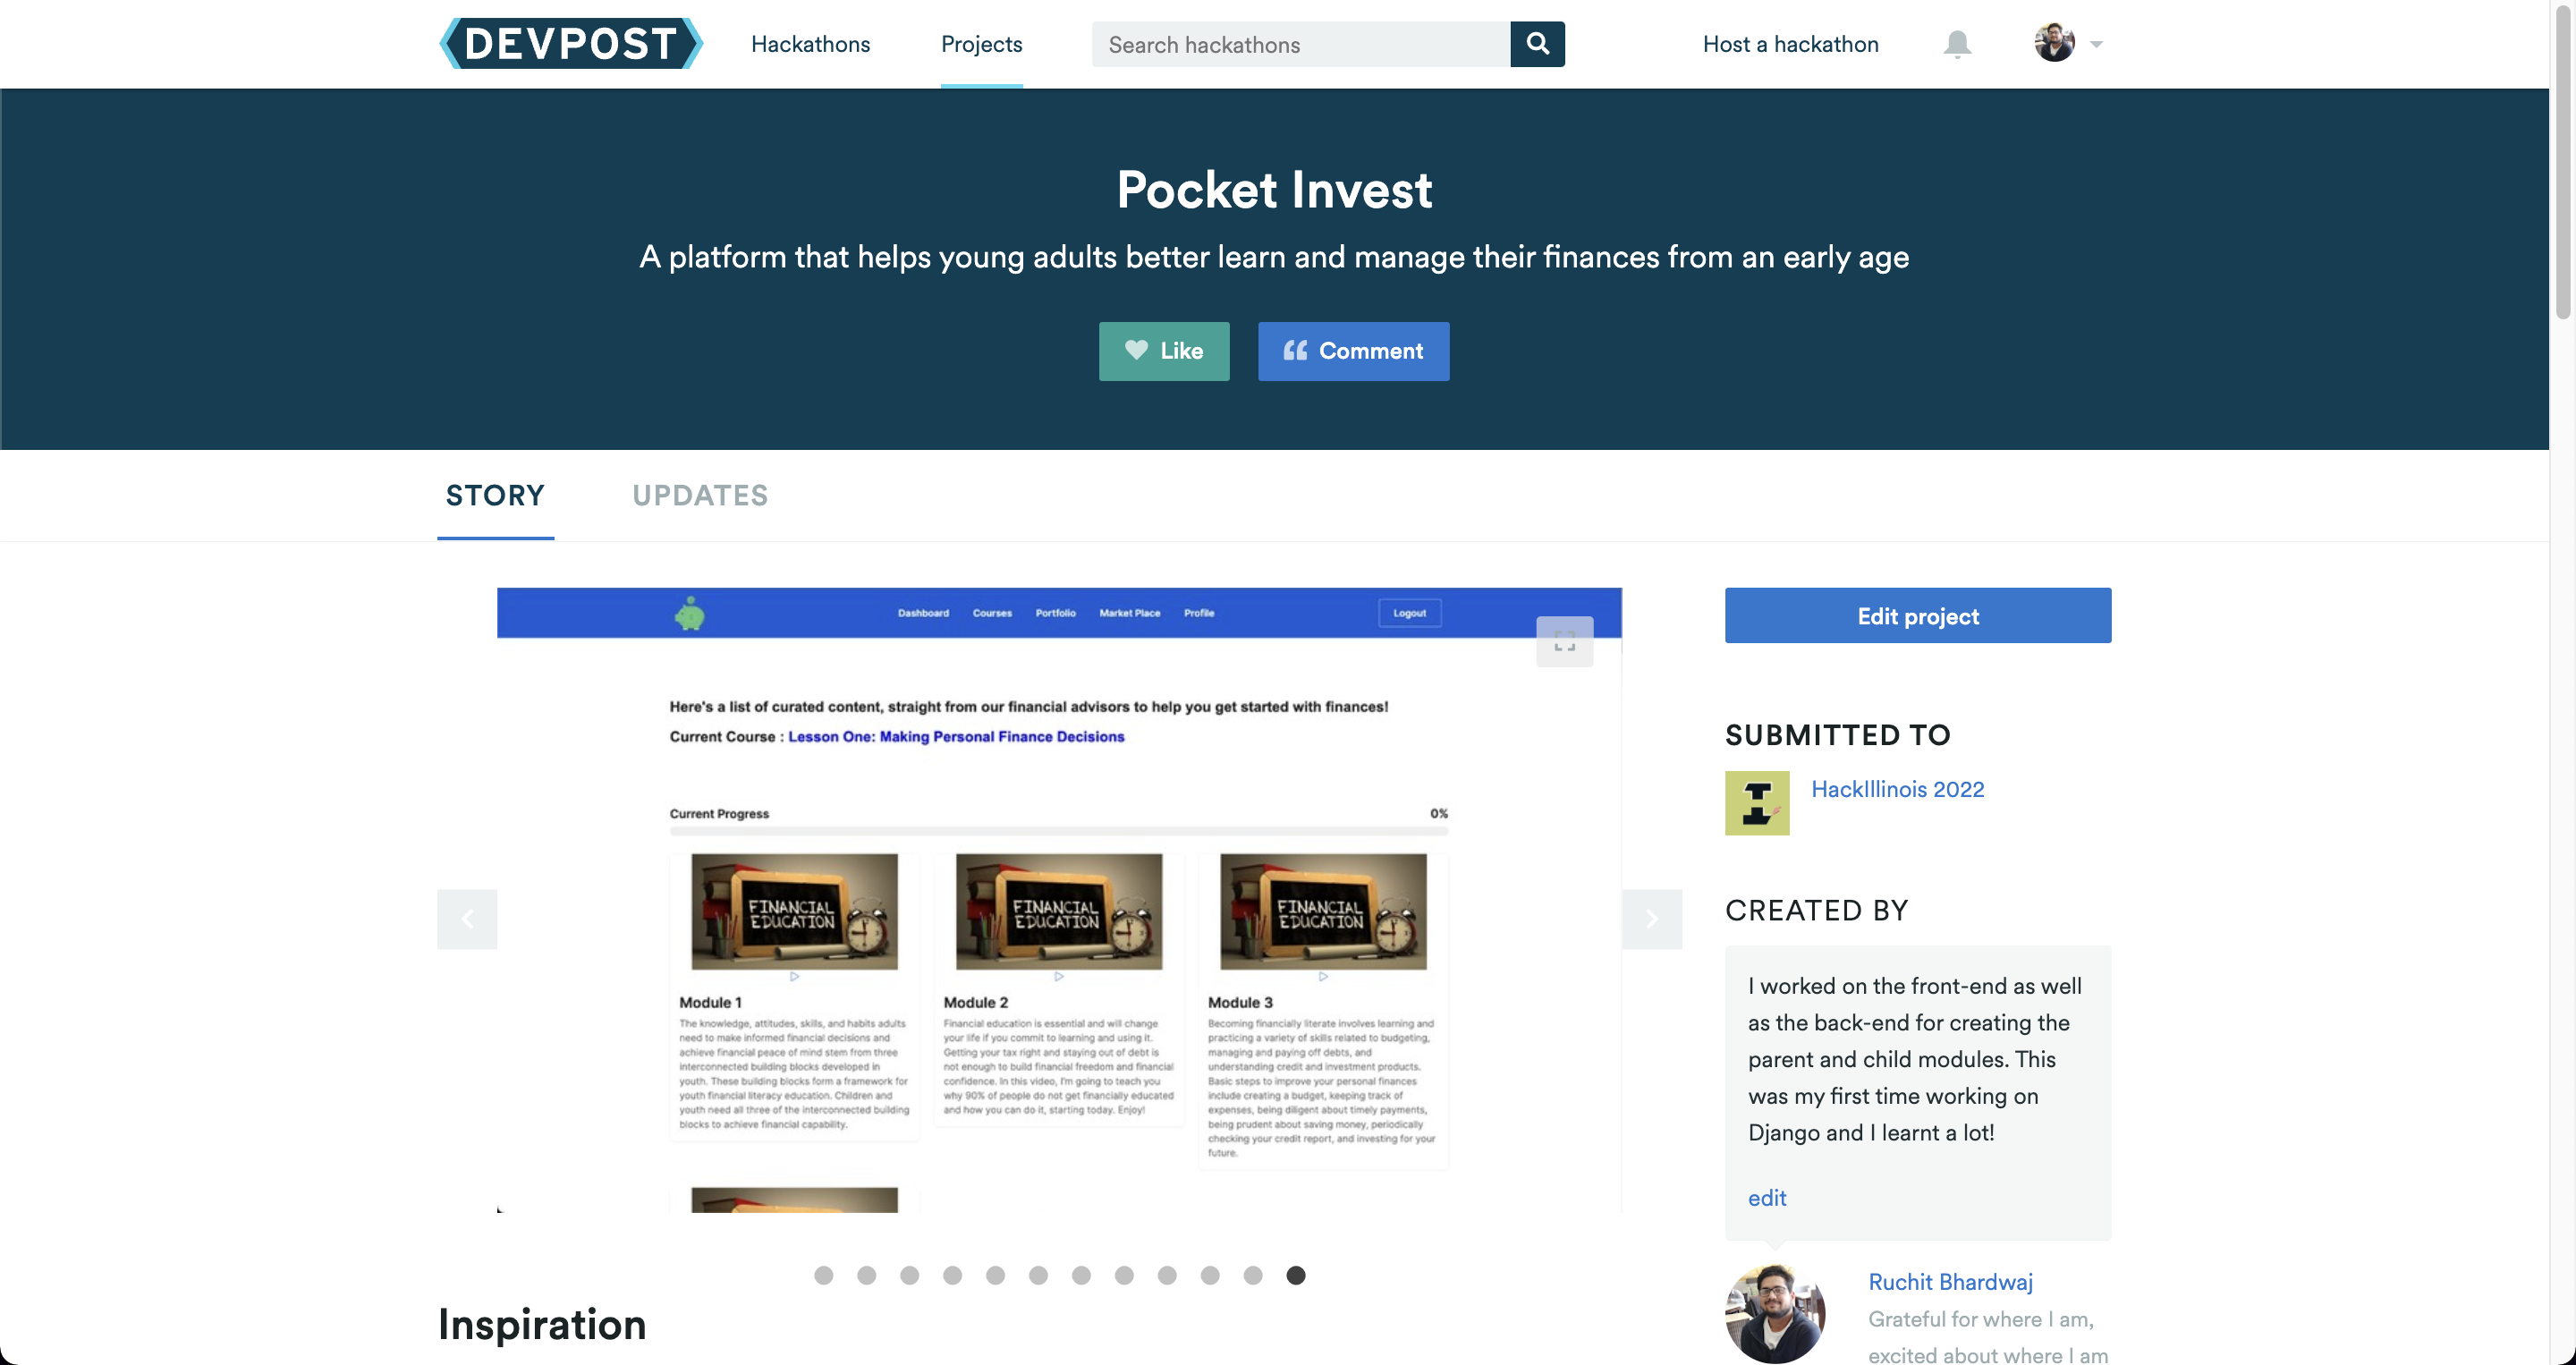 DEVPOST
Hackathons
Projects
Search hackathons
Host a hackathon
Pocket Invest
A platform that helps young adults better learn and manage their finances from an early age
Like
Comment
STORY
UPDATES
Dashboard
Courses
Portfolio
Market Place
Profile
Logout
Here's a list of curated content, straight from our financial advisors to help you get started with finances!
Current Course : Lesson One: Making Personal Finance Decisions
Current Progress
0%
FINANCIAL
EDUCATION
Module 1
The knowledge, attitudes, skills, and habits adults
need to make informed financial decisions and
achieve financial peace of mind stem from three
interconnected building blocks developed in
youth. These building blocks form a framework for
youth financial literacy education. Children and
youth need all three of the interconnected building
blocks to achieve financial capability.
FINANCIAL
EDUCATION
Module 2
Financial education is essential and will change
your life if you commit to learning and using it.
Getting your tax right and staying out of debt is
not enough to build financial freedom and financial
confidence. In this video, I'm going to teach you
why 90% of people do not get financially educated
and how you can do it, starting today. Enjoy!
FINANCIAL
EDUCATION
Module 3
Becoming financially literate involves learning and
practicing a variety of skills related to budgeting,
managing and paying off debts, and
understanding credit and investment products.
Basic steps to improve your personal finances
include creating a budget, keeping track of
expenses, being diligent about timely payments,
being prudent about saving money, periodically
checking your credit report, and investing for your
future.
Inspiration
Edit project
SUBMITTED TO
HackIllinois 2022
CREATED BY
I worked on the front-end as well
as the back-end for creating the
parent and child modules. This
was my first time working on
Django and I learnt a lot!
edit
Ruchit Bhardwaj
Grateful for where I am,
excited about where I am